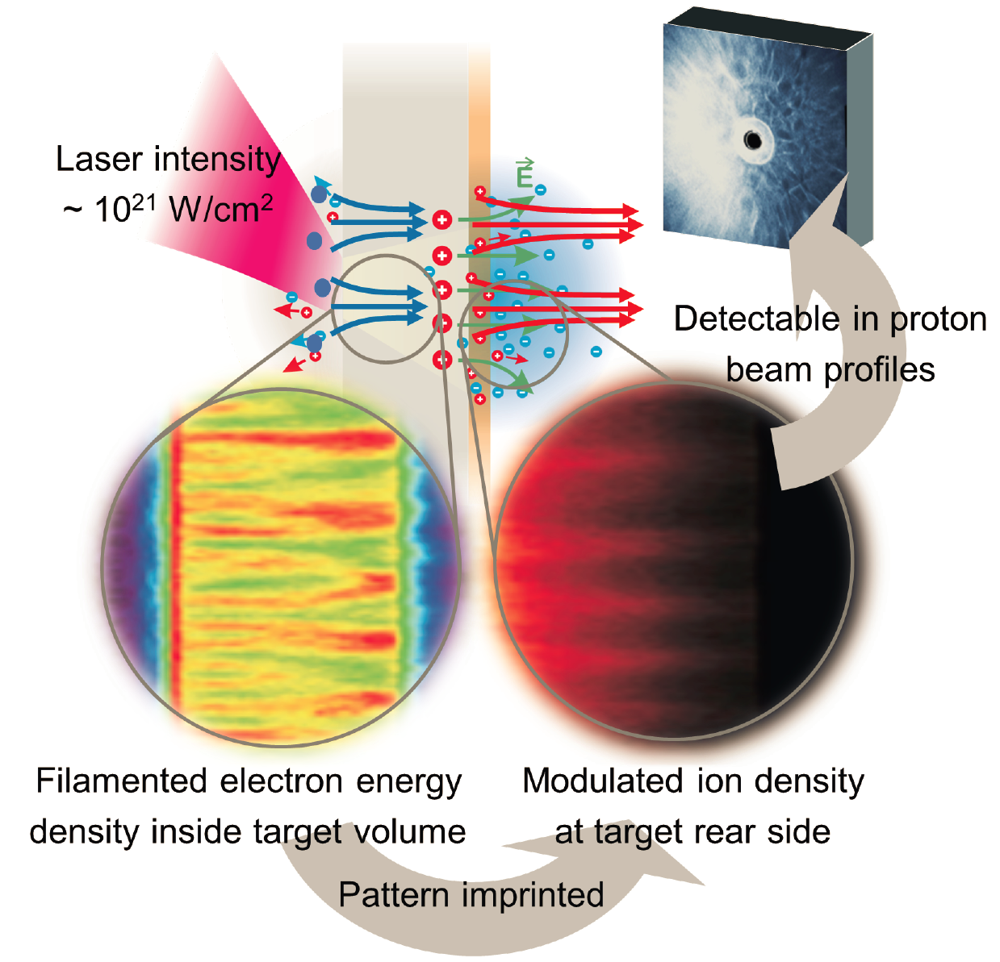 Laser intensity
~ 10²¹ W/cm²
E⃗
Detectable in proton
beam profiles
Filamented electron energy
density inside target volume
Modulated ion density
at target rear side
Pattern imprinted